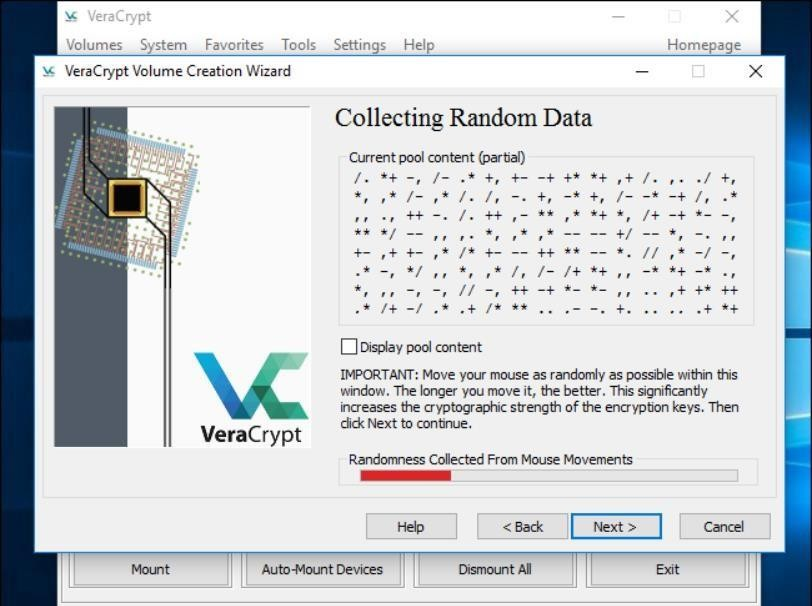 VeraCrypt
Volumes System Favorites Tools Settings Help Homepage
VeraCrypt Volume Creation Wizard
Collecting Random Data
Current pool content (partial)
/. *+ -, /- .* +, +- -+ +* *+ ,+ /. ,. ./ +,
*, ,* /- ,* /. /, -. +, -* +, /- -* -+ /, .*
,, ., ++ -. /. ++ ,- ** ,* *+ *, /+ -+ *- -,
** */ -- ,, ,. *, ,* ,* -- -- +/ -- *, -. ,,
+- ,+ +- ,* /* +- -- ++ ** -- *. // ,* -/ -,
.* -, */ ,, *, ,* /, /- /+ *+ ,, -* *+ -* .,
*, ,, -, -, // -, ++ -+ *- *- ,, .. ,+ +* ++
.* /+ -/ .* .+ /* ** .. .- -. +. .. .. .+ *+
Display pool content
IMPORTANT: Move your mouse as randomly as possible within this
window. The longer you move it, the better. This significantly
increases the cryptographic strength of the encryption keys. Then
click Next to continue.
VeraCrypt
Randomness Collected From Mouse Movements
Help < Back Next > Cancel
Mount Auto-Mount Devices Dismount All Exit